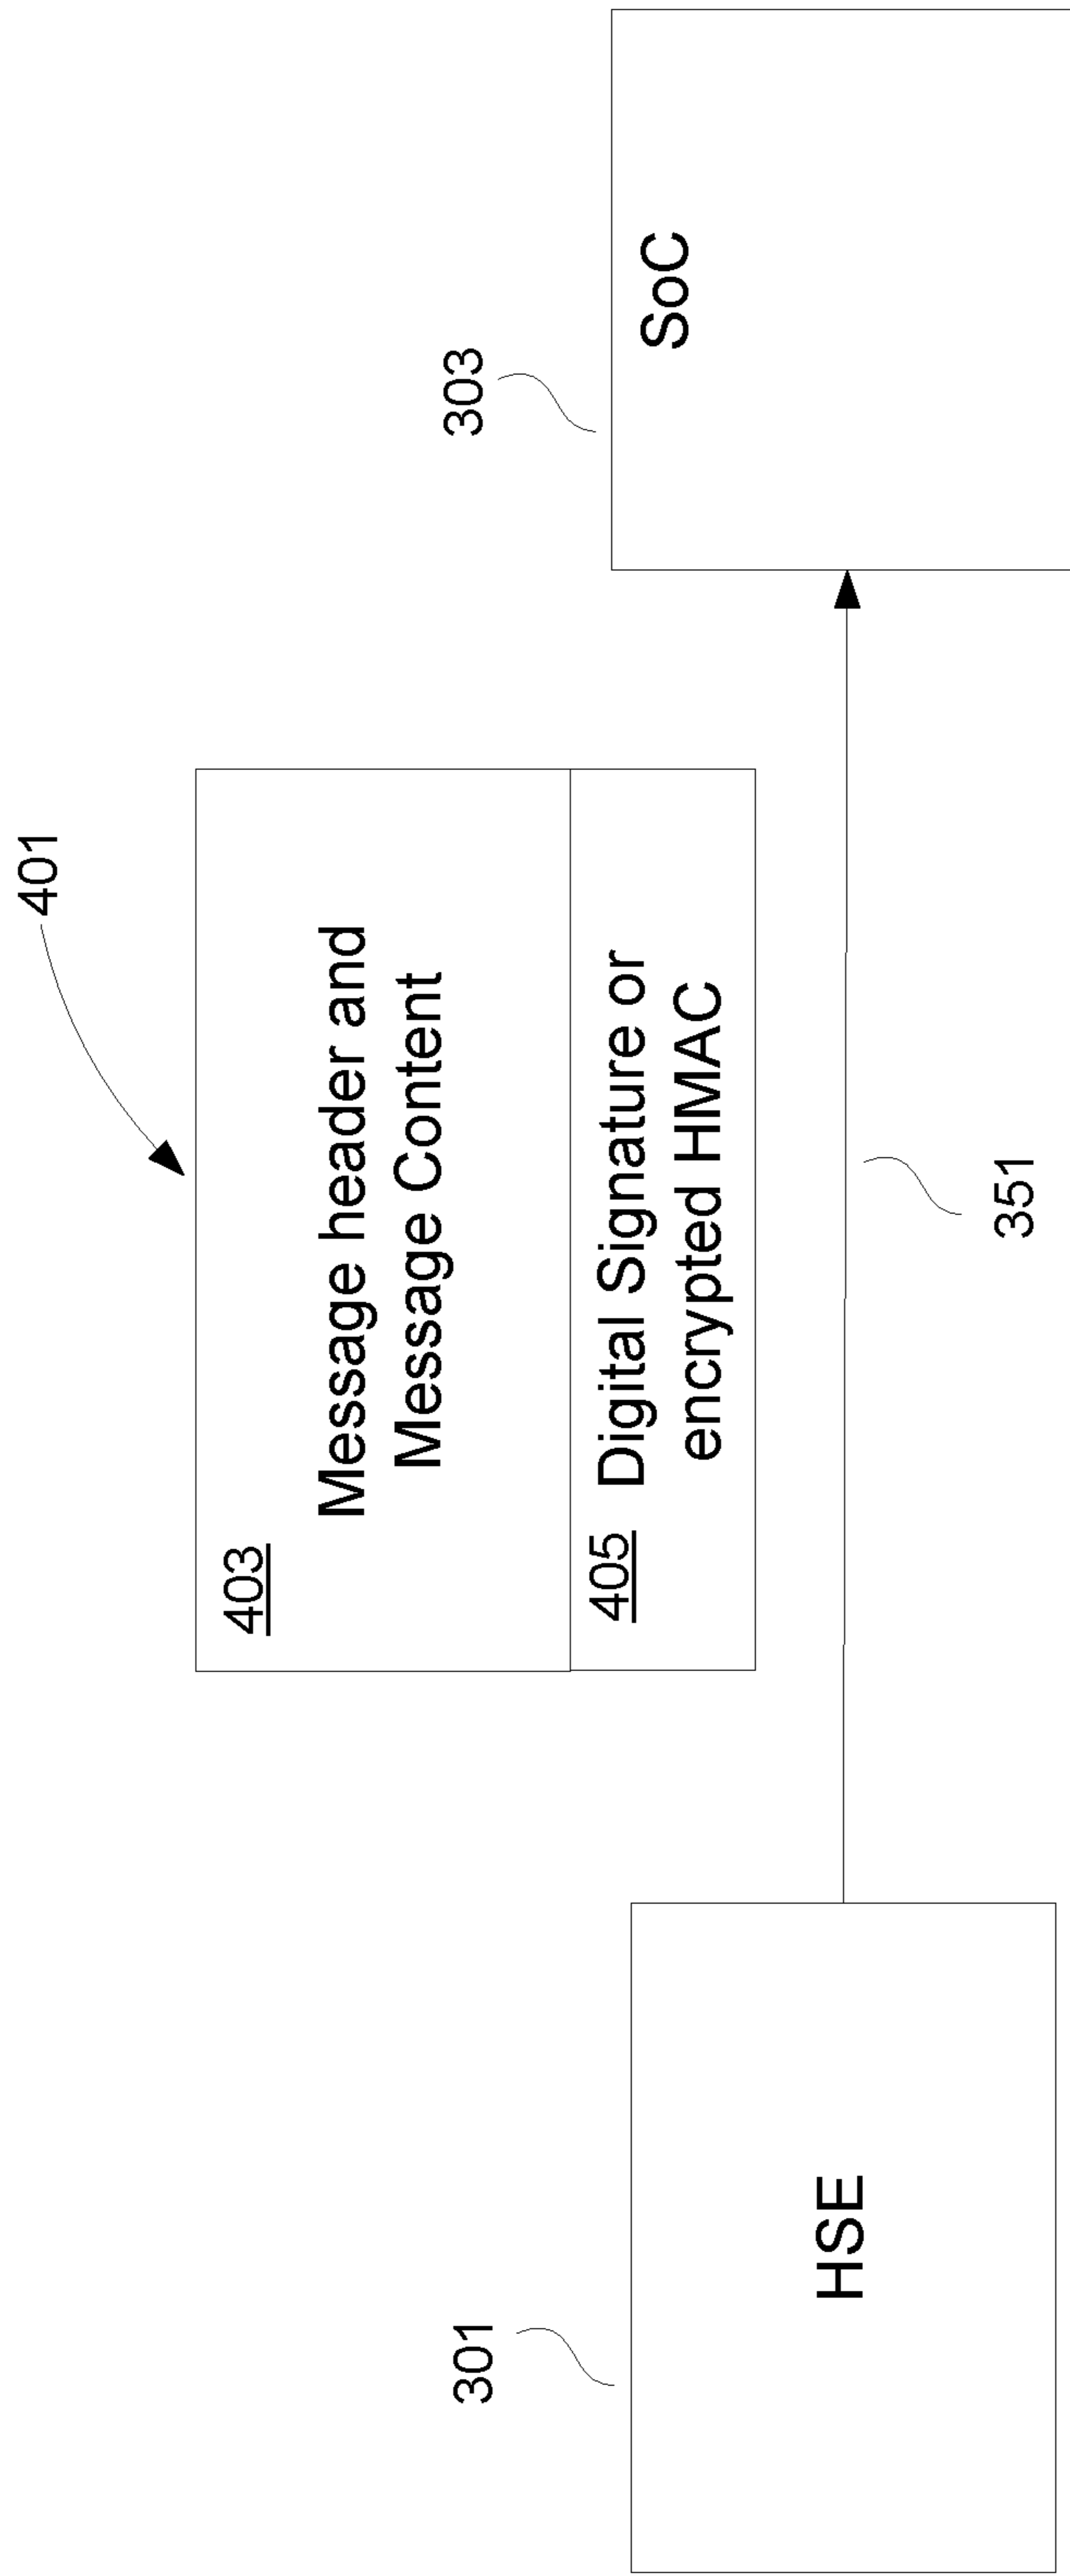 401
403
Message header and
Message Content
405
Digital Signature or
encrypted HMAC
301
303
HSE
SoC
351